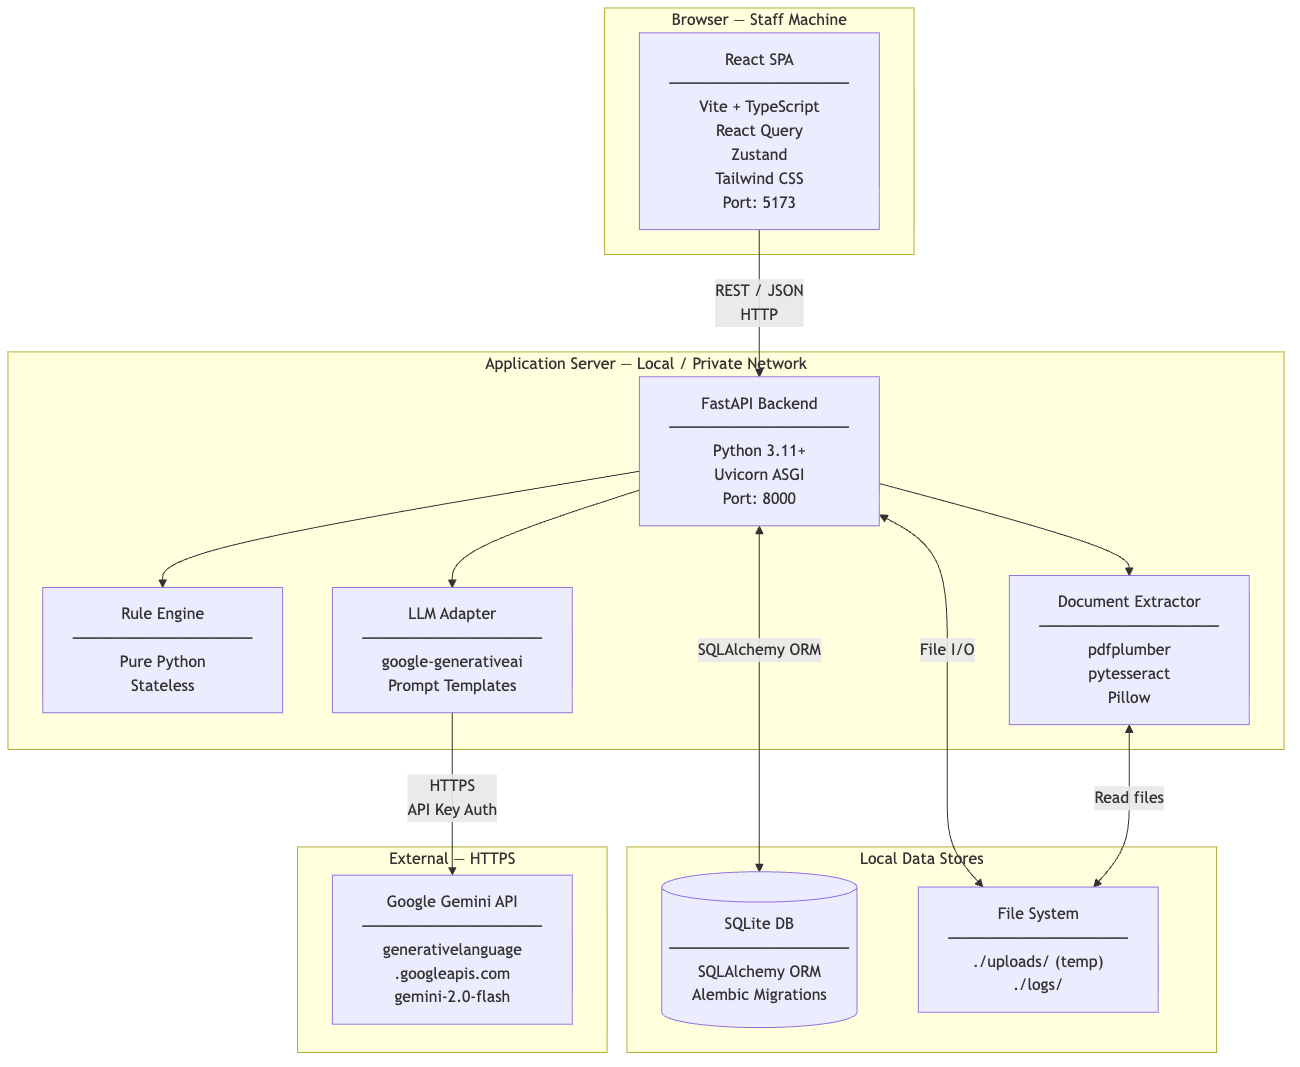 Browser — Staff Machine
React SPA
Vite + TypeScript
React Query
Zustand
Tailwind CSS
Port: 5173
REST / JSON
HTTP
Application Server — Local / Private Network
FastAPI Backend
Python 3.11+
Uvicorn ASGI
Port: 8000
Rule Engine
Pure Python
Stateless
LLM Adapter
google-generativeai
Prompt Templates
SQLAlchemy ORM
File I/O
Document Extractor
pdfplumber
pytesseract
Pillow
HTTPS
API Key Auth
Read files
External — HTTPS
Google Gemini API
generativelanguage
.googleapis.com
gemini-2.0-flash
Local Data Stores
SQLite DB
SQLAlchemy ORM
Alembic Migrations
File System
./uploads/ (temp)
./logs/